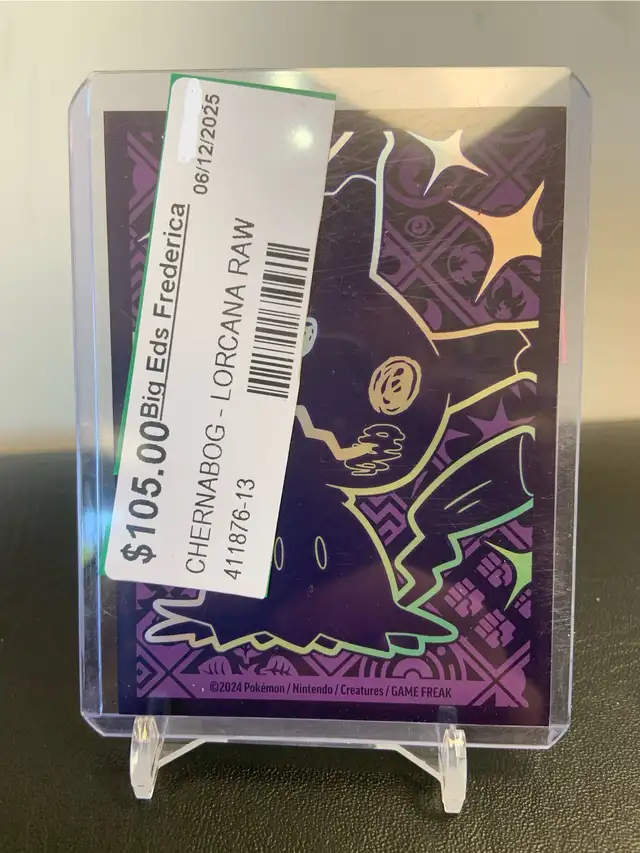 06/12/2025
$105.00 Big Eds Frederica
CHERNABOG - LORCANA RAW
411876-13
©2024 Pokémon / Nintendo / Creatures / GAME FREAK